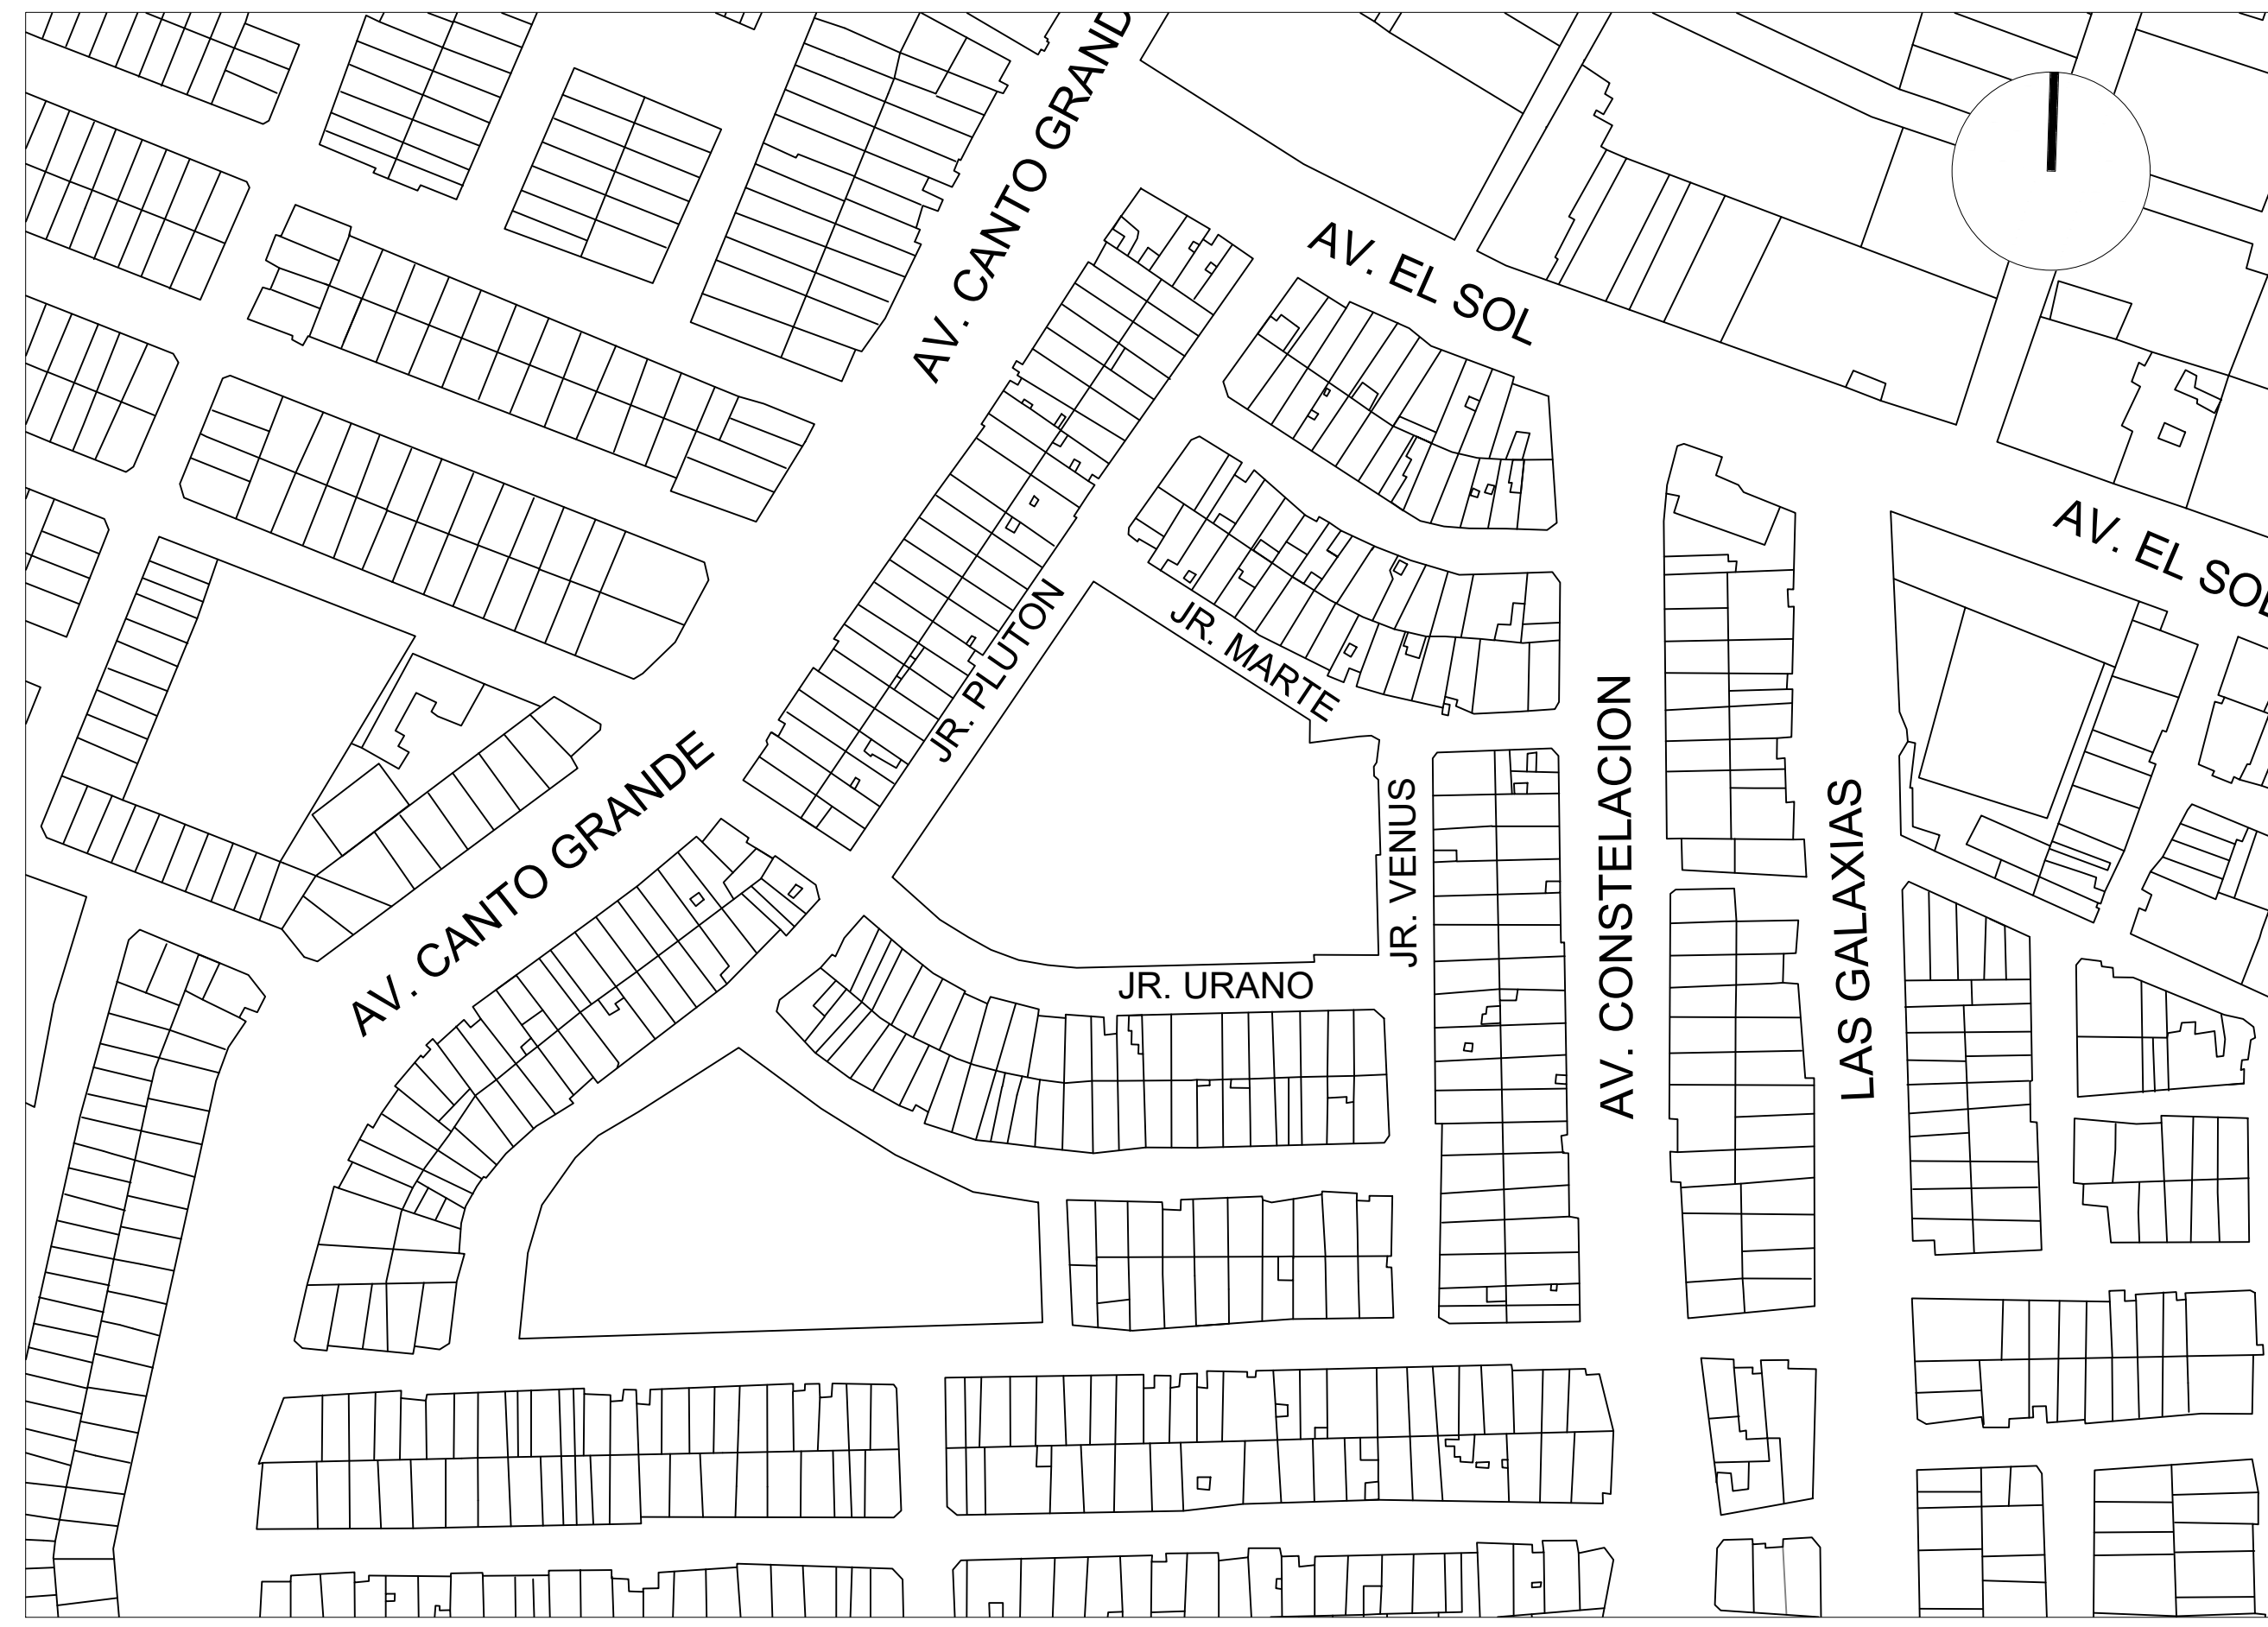 AV. CANTO GRAND
AV. EL SOL
AV. EL SOL
JR. PLUTON
JR. MARTE
AV. CANTO GRANDE
JR. VENUS
AV. CONSTELACION
LAS GALAXIAS
JR. URANO